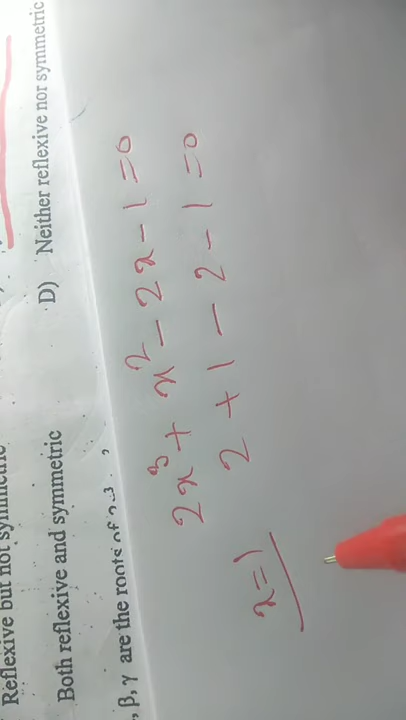 Reflexive but not symmetric
D) Neither reflexive nor symmetric
Both reflexive and symmetric
, β, γ are the roots of
2x³ + x² - 2x - 1 = 0
2 + 1 - 2 - 1 = 0
x = 1